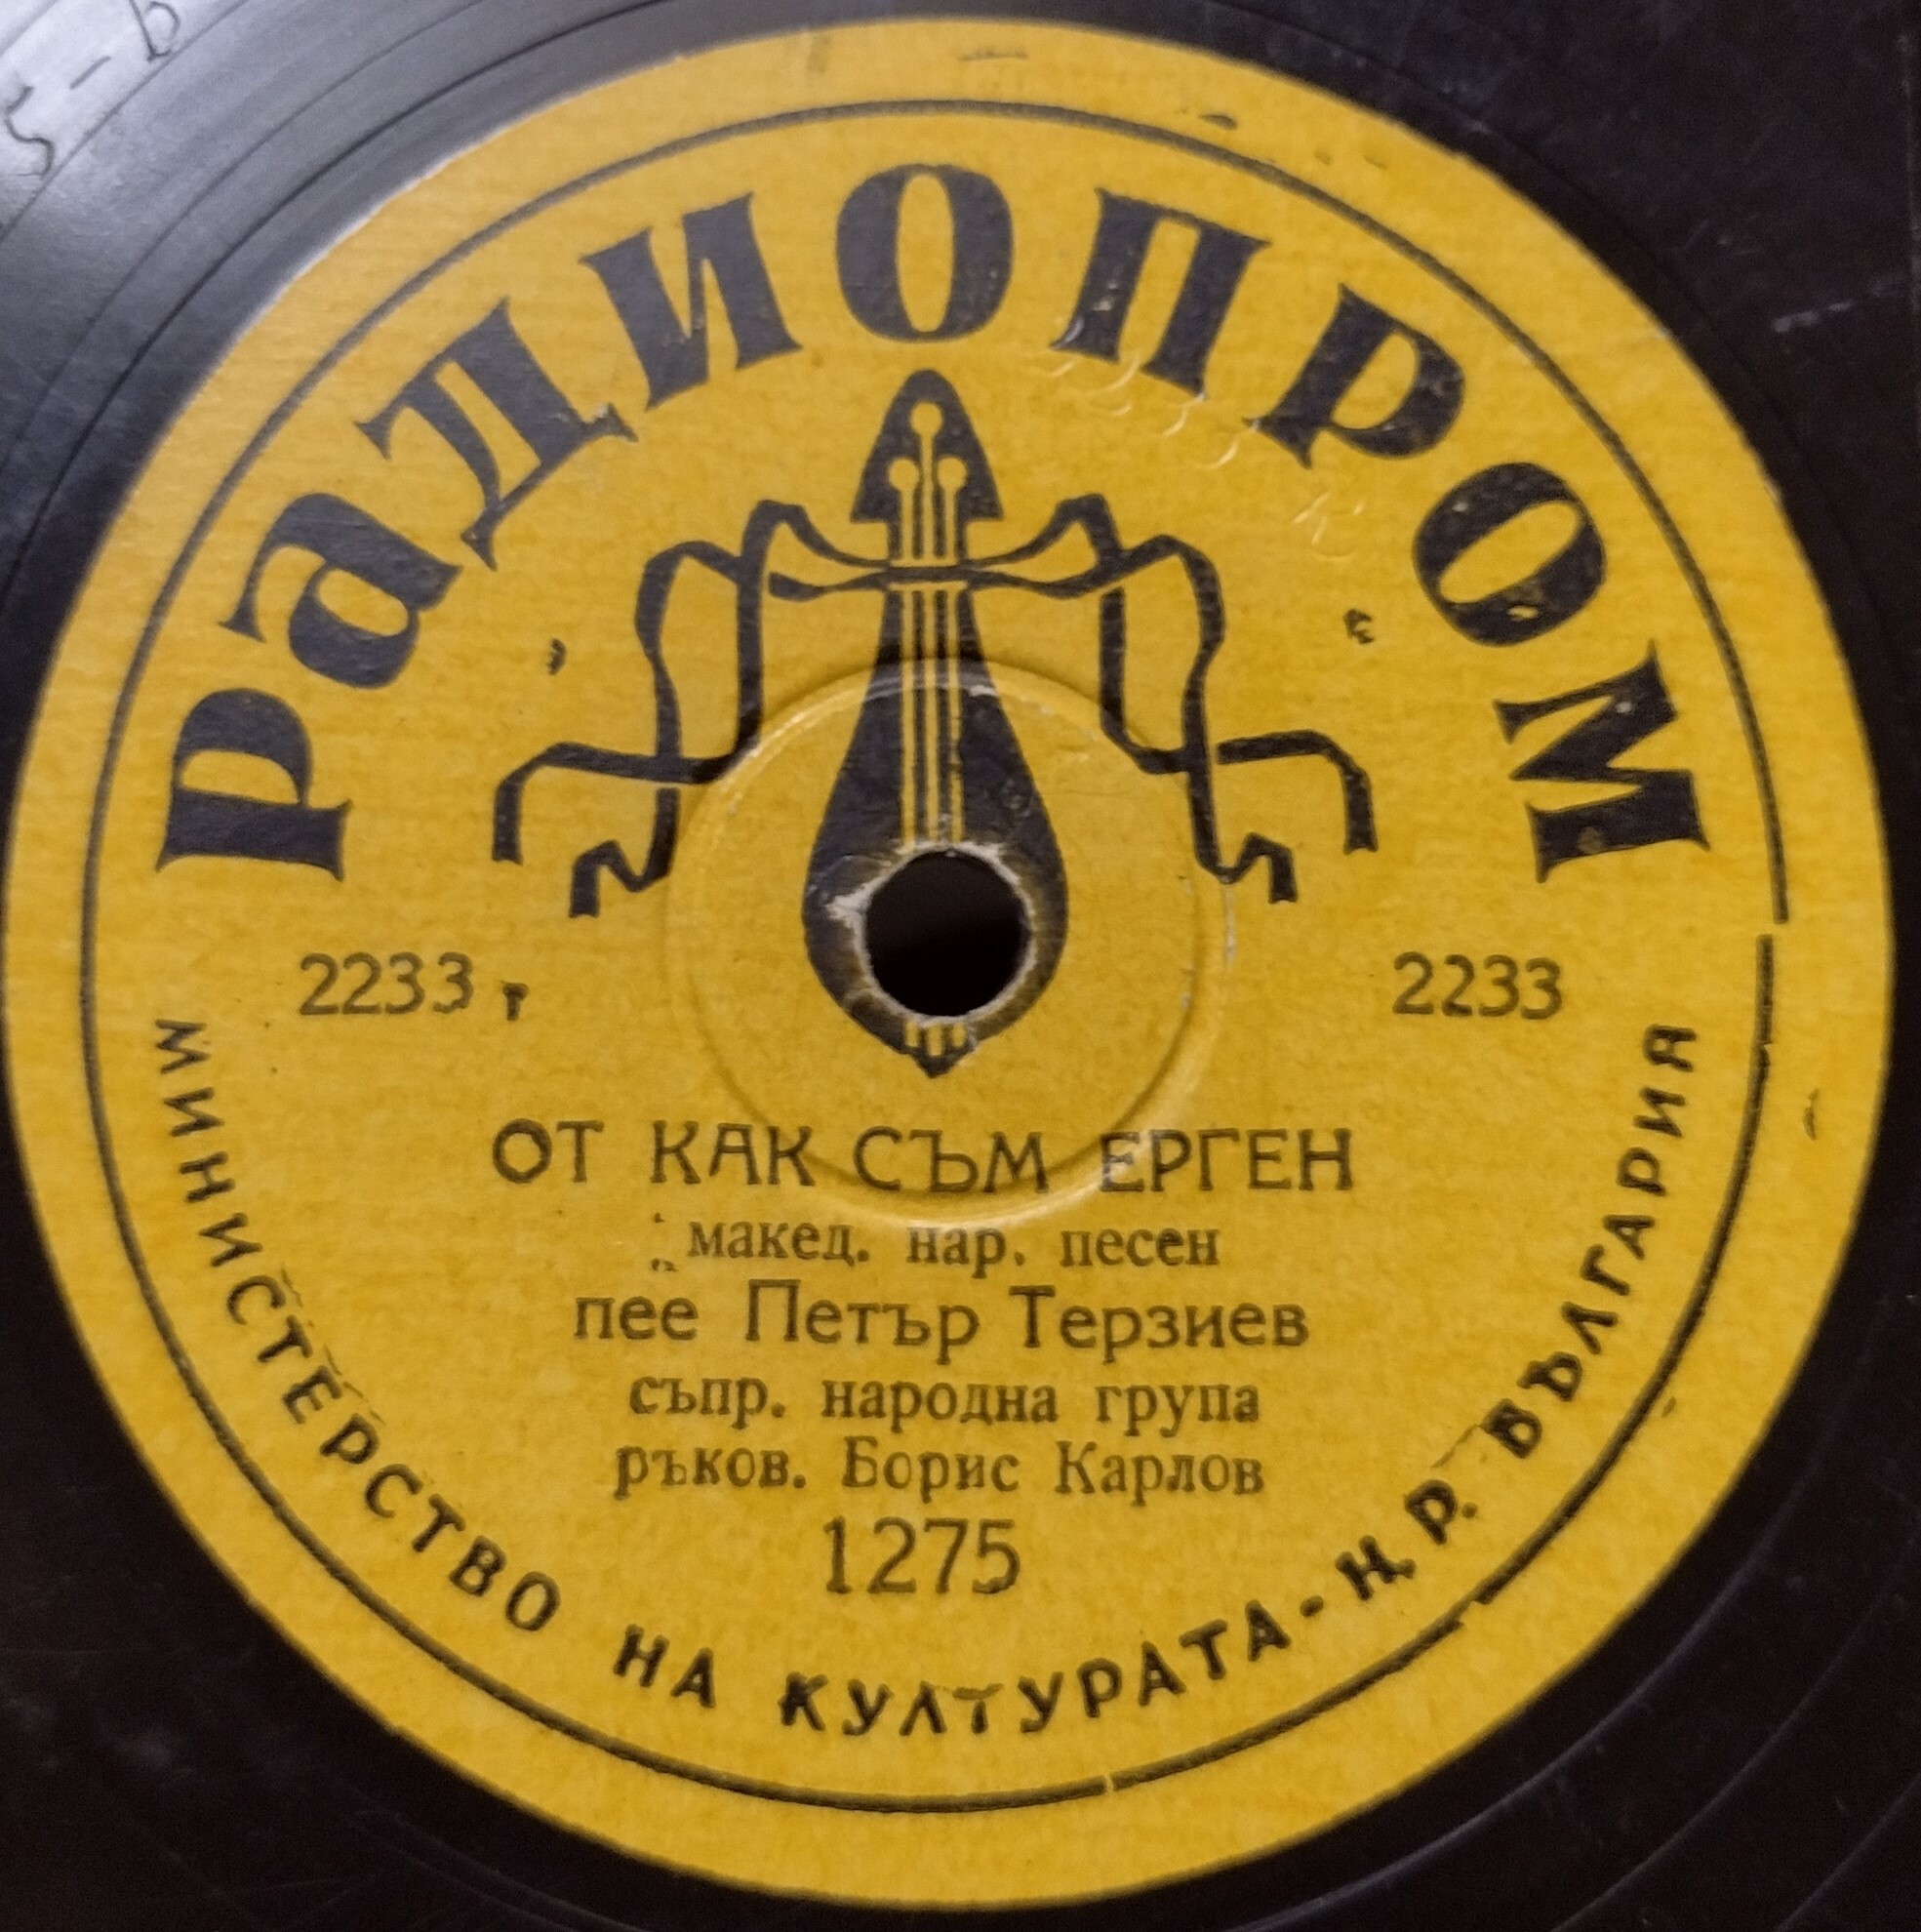 РАДИОПРОМ
2233 т
2233
ОТ КАК СЪМ ЕРГЕН
макед. нар. песен
пее Петър Терзиев
съпр. народна група
ръков. Борис Карлов
1275
МИНИСТЕРСТВО НА КУЛТУРАТА - Н. Р. БЪЛГАРИЯ